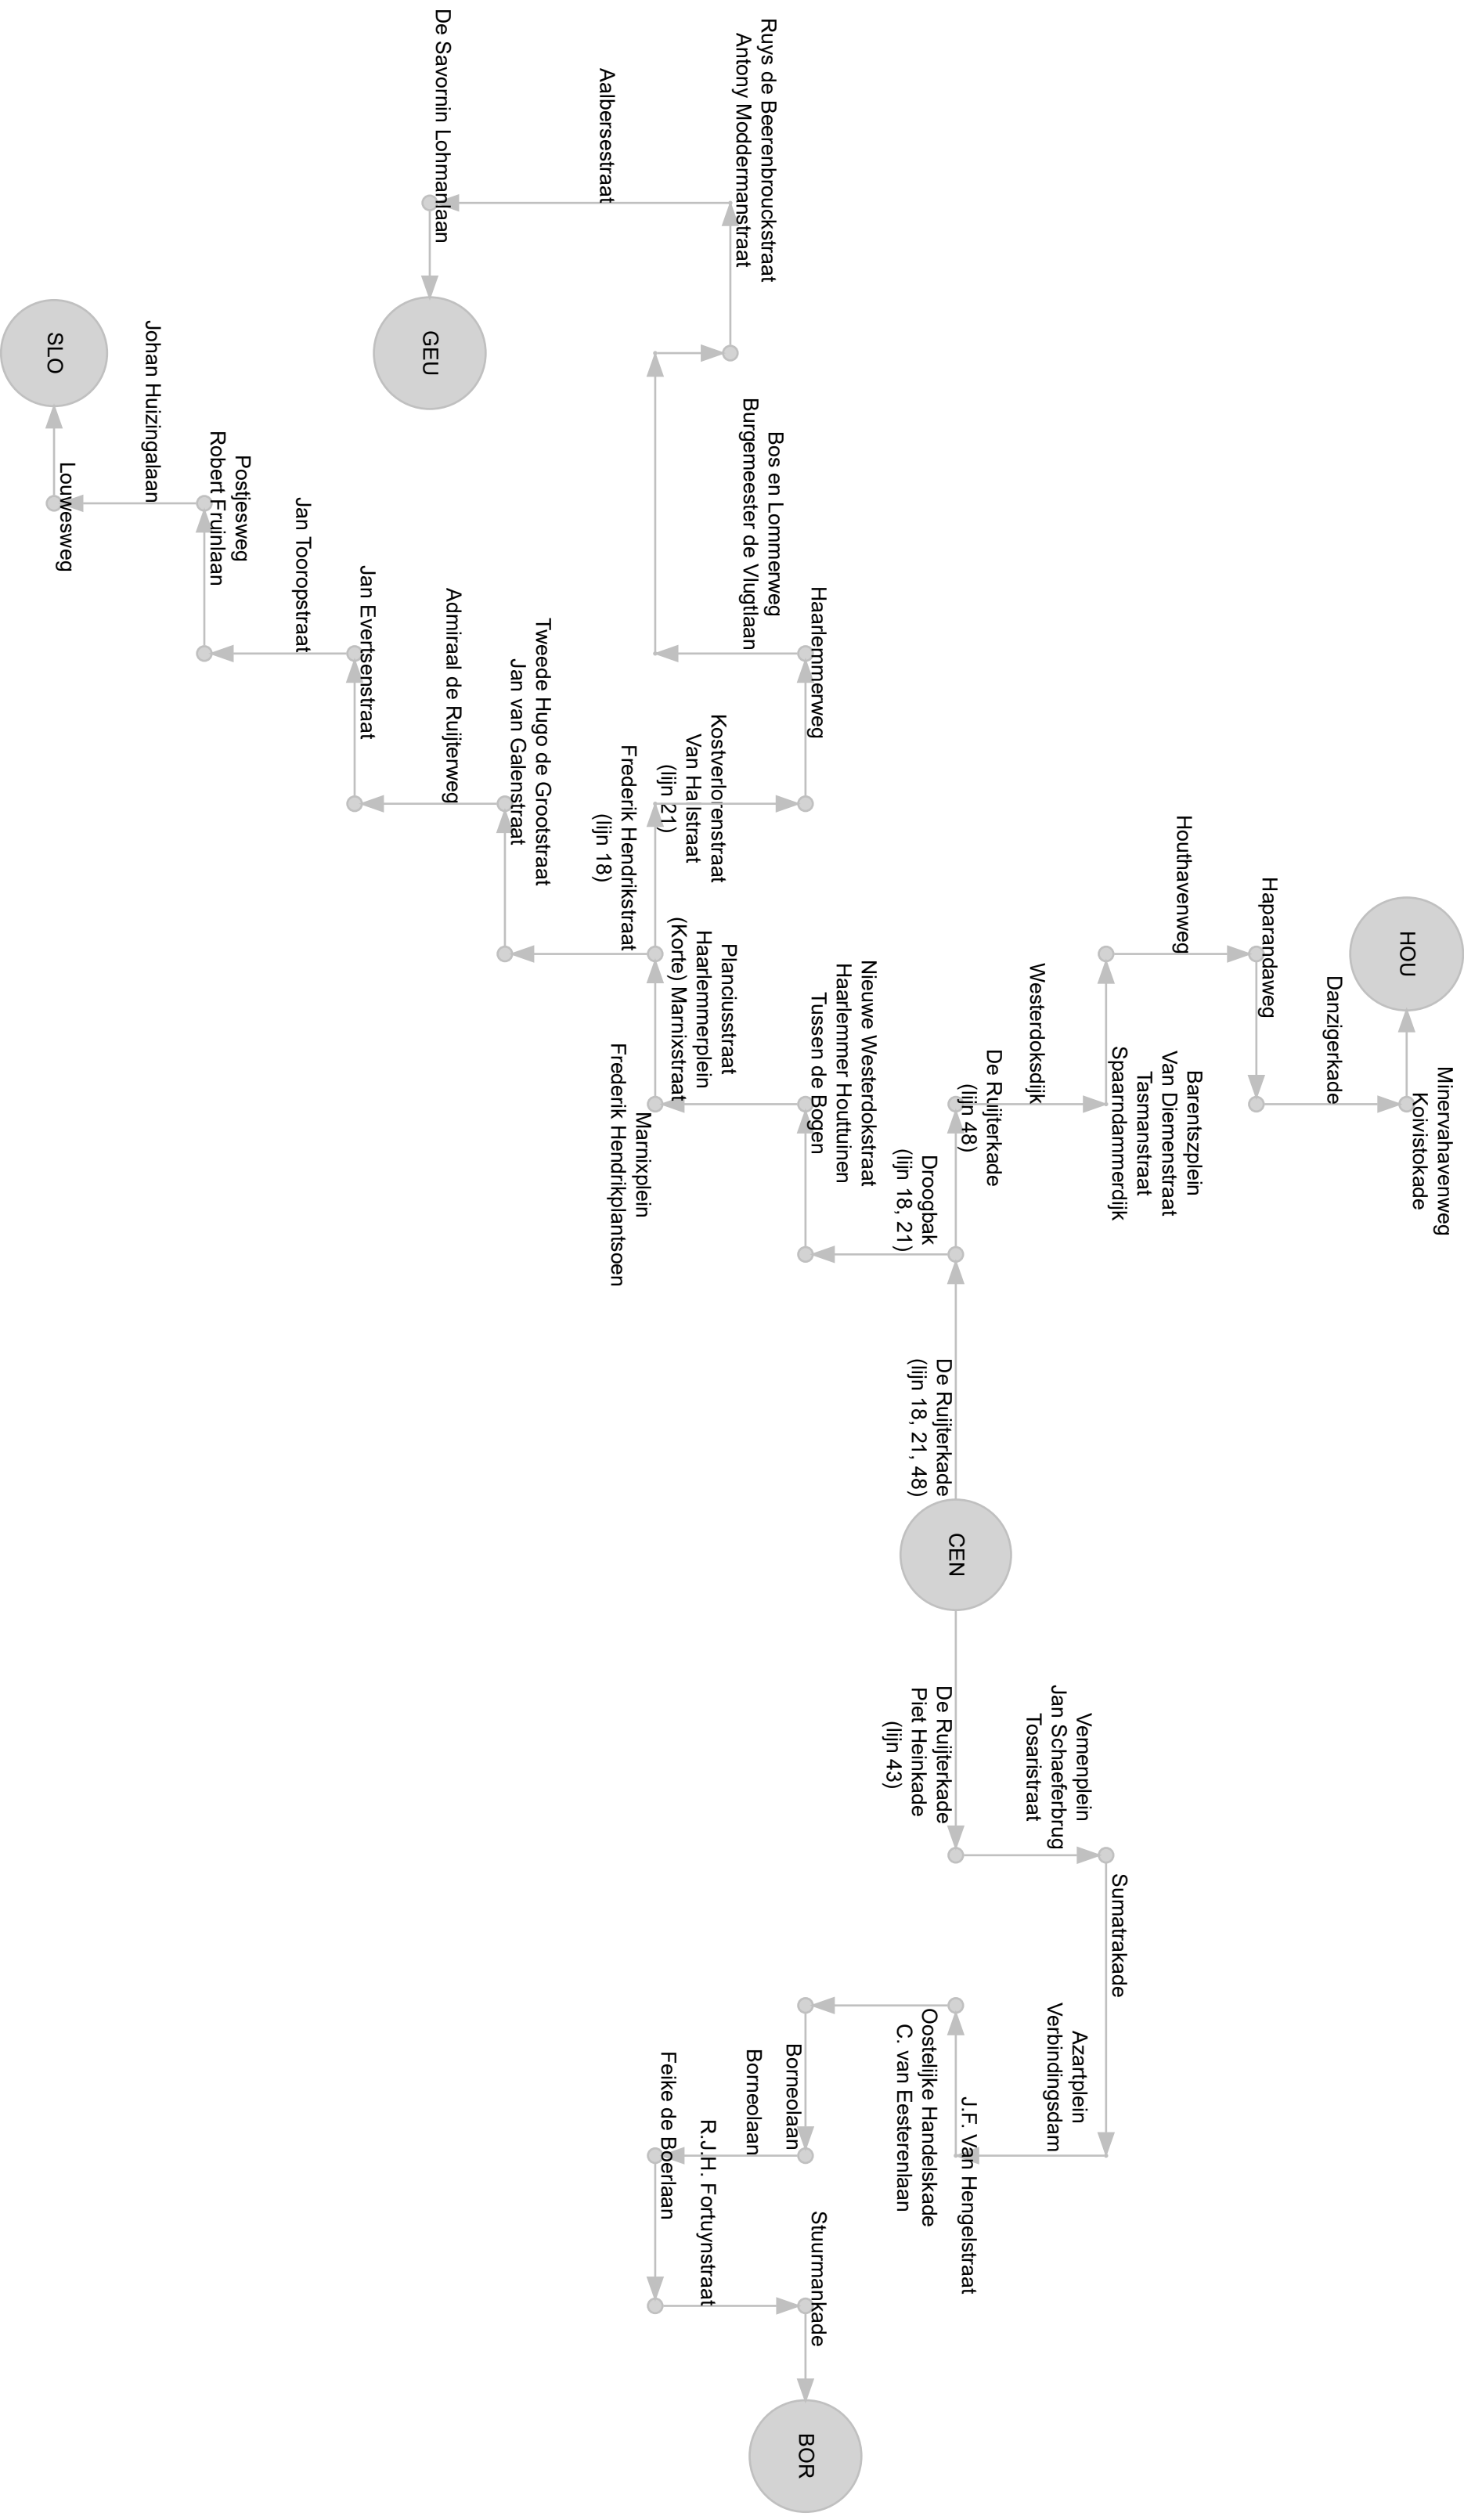 De Savornin Lohmanlaan
Aalbersestraat
Ruys de Beerenbrouckstraat
Antony Moddermanstraat
GEU
SLO
Johan Huizingalaan
Louwesweg
Postjesweg
Robert Fruinlaan
Jan Tooropstraat
Jan Evertsenstraat
Admiraal de Ruijterweg
Tweede Hugo de Grootstraat
Jan van Galenstraat
Bos en Lommerweg
Burgemeester de Vlugtlaan
Haarlemmerweg
Kostverlorenstraat
Van Hallstraat
(lijn 21)
Frederik Hendrikstraat
(lijn 18)
Planciusstraat
Haarlemmerplein
(Korte) Marnixstraat
Marnixplein
Frederik Hendrikplantsoen
Nieuwe Westerdokstraat
Haarlemmer Houttuinen
Tussen de Bogen
Droogbak
(lijn 18, 21)
De Ruijterkade
(lijn 48)
Westerdoksdijk
Barentszplein
Van Diemenstraat
Tasmanstraat
Spaarndammerdijk
Houthavenweg
Haparandaweg
Danzigerkade
HOU
Minervahavenweg
Koivistokade
De Ruijterkade
(lijn 18, 21, 48)
CEN
De Ruijterkade
Piet Heinkade
(lijn 43)
Vemenplein
Jan Schaeferbrug
Tosaristraat
Sumatrakade
Azartplein
Verbindingsdam
J.F. Van Hengelstraat
Oostelijke Handelskade
C. van Eesterenlaan
Borneolaan
Borneolaan
Feike de Boerlaan
R.J.H. Fortuynstraat
Stuurmankade
BOR